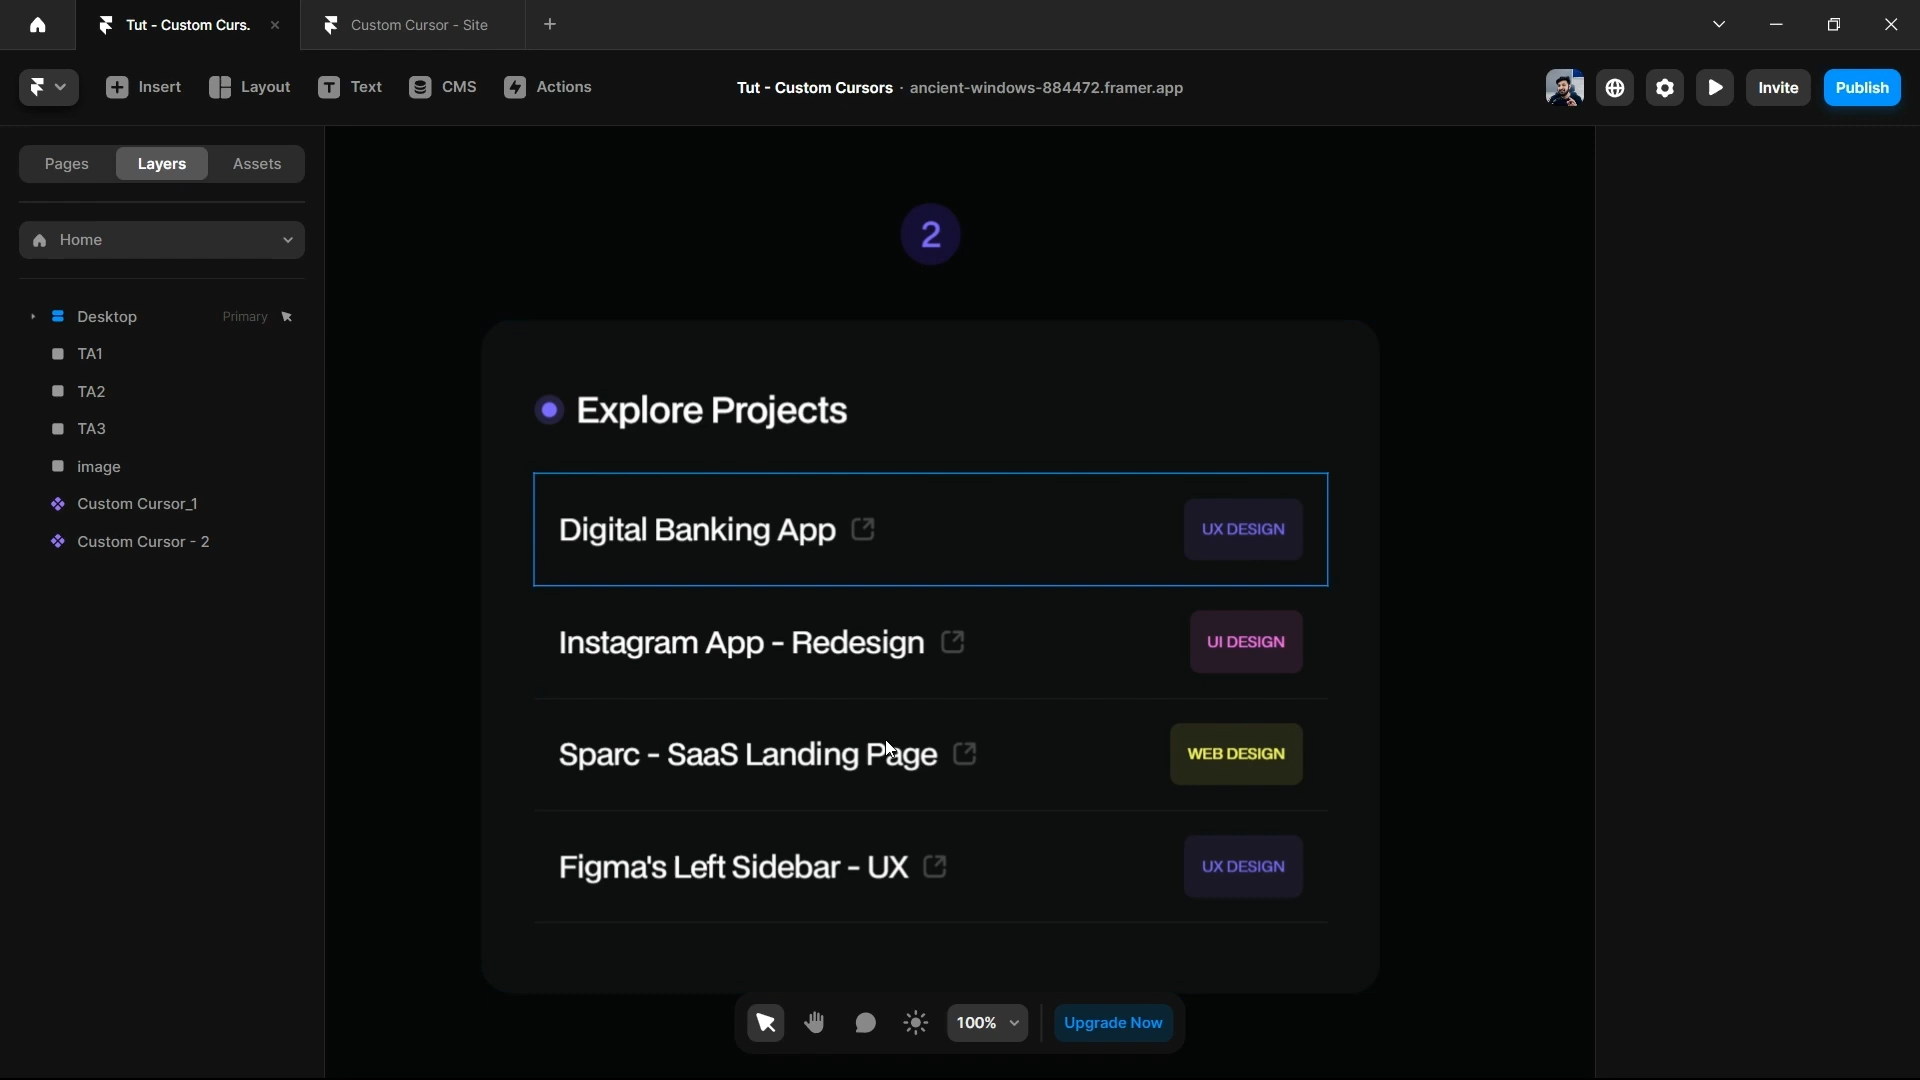 Tut - Custom Curs.
Custom Cursor - Site
Insert
Layout
T Text
CMS
Actions
Tut - Custom Cursors · ancient-windows-884472.framer.app
Invite
Publish
Pages
Layers
Assets
Home
Desktop
Primary
TA1
TA2
TA3
image
Custom Cursor_1
Custom Cursor - 2
2
Explore Projects
Digital Banking App
UX DESIGN
Instagram App - Redesign
UI DESIGN
Sparc - SaaS Landing Page
WEB DESIGN
Figma's Left Sidebar - UX
UX DESIGN
100%
Upgrade Now